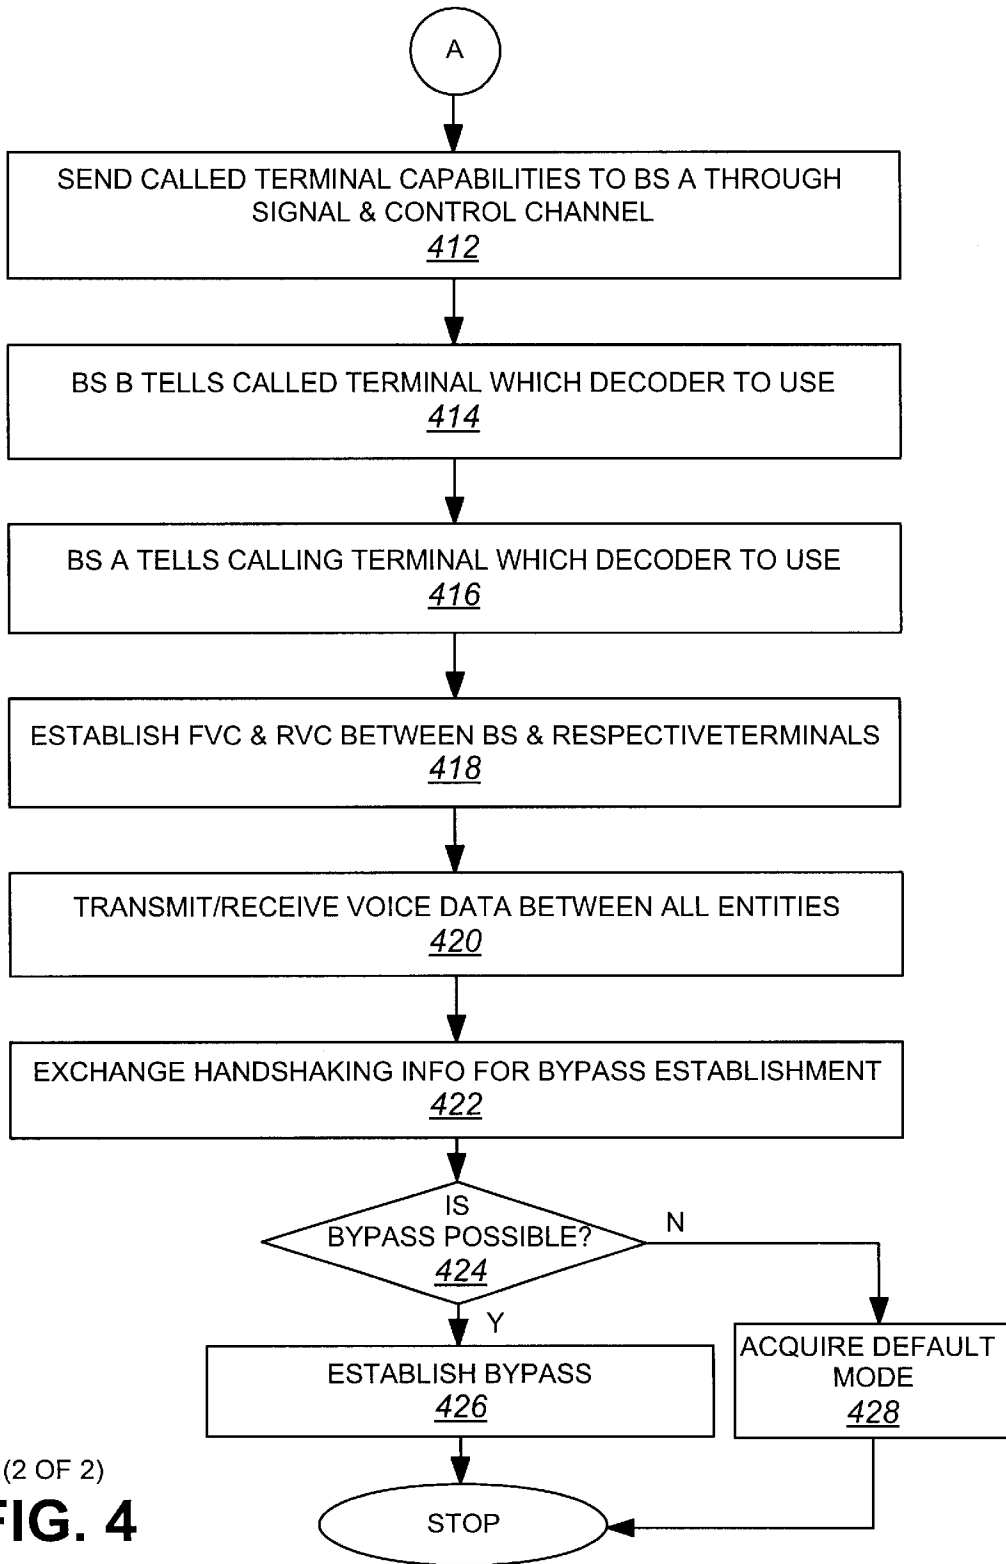 A
SEND CALLED TERMINAL CAPABILITIES TO BS A THROUGH
SIGNAL & CONTROL CHANNEL
412
BS B TELLS CALLED TERMINAL WHICH DECODER TO USE
414
BS A TELLS CALLING TERMINAL WHICH DECODER TO USE
416
ESTABLISH FVC & RVC BETWEEN BS & RESPECTIVETERMINALS
418
TRANSMIT/RECEIVE VOICE DATA BETWEEN ALL ENTITIES
420
EXCHANGE HANDSHAKING INFO FOR BYPASS ESTABLISHMENT
422
IS
BYPASS POSSIBLE?
424
N
Y
ESTABLISH BYPASS
426
ACQUIRE DEFAULT
MODE
428
STOP
(2 OF 2)
FIG. 4